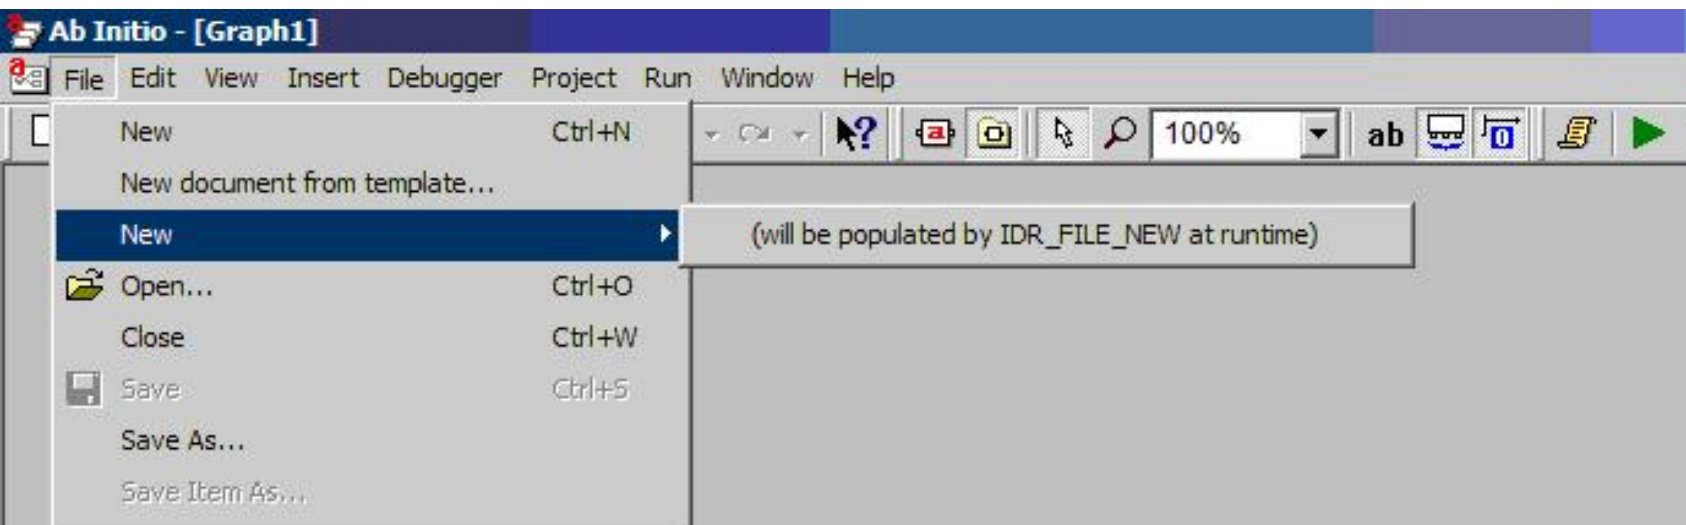 Ab Initio - [Graph1]
File Edit View Insert Debugger Project Run Window Help
100% ab
New Ctrl+N
New document from template...
New (will be populated by IDR_FILE_NEW at runtime)
Open... Ctrl+O
Close Ctrl+W
Save Ctrl+S
Save As...
Save Item As...